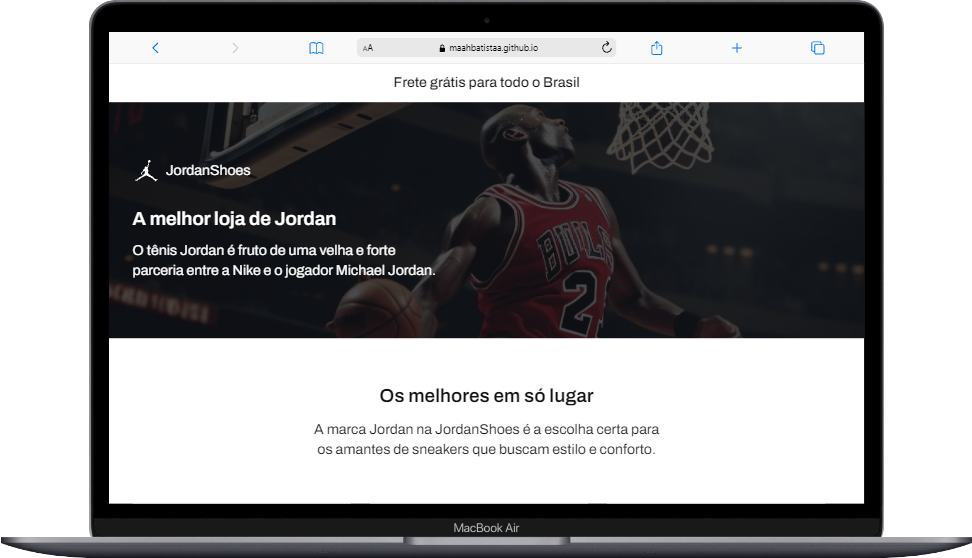 AA
maahbatistaa.github.io
Frete grátis para todo o Brasil
JordanShoes
A melhor loja de Jordan
O tênis Jordan é fruto de uma velha e forte
parceria entre a Nike e o jogador Michael Jordan.
BULLS
2
Os melhores em só lugar
A marca Jordan na JordanShoes é a escolha certa para
os amantes de sneakers que buscam estilo e conforto.
MacBook Air